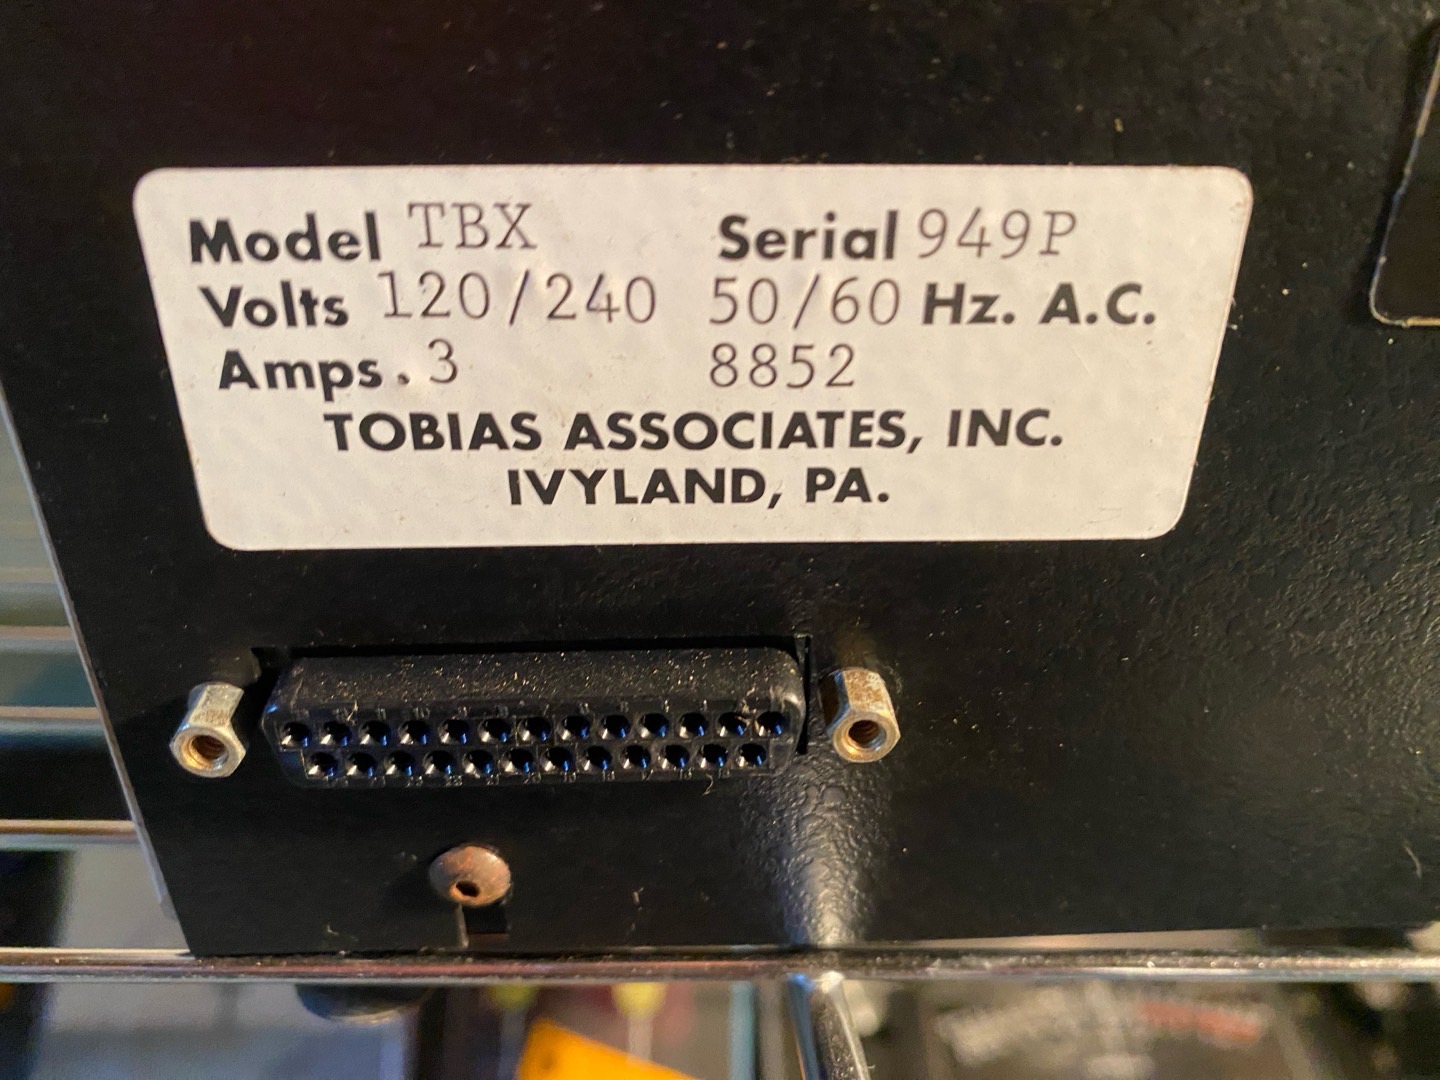 Model TBX Serial 949P
Volts 120/240 50/60 Hz. A.C.
Amps .3 8852
TOBIAS ASSOCIATES, INC.
IVYLAND, PA.